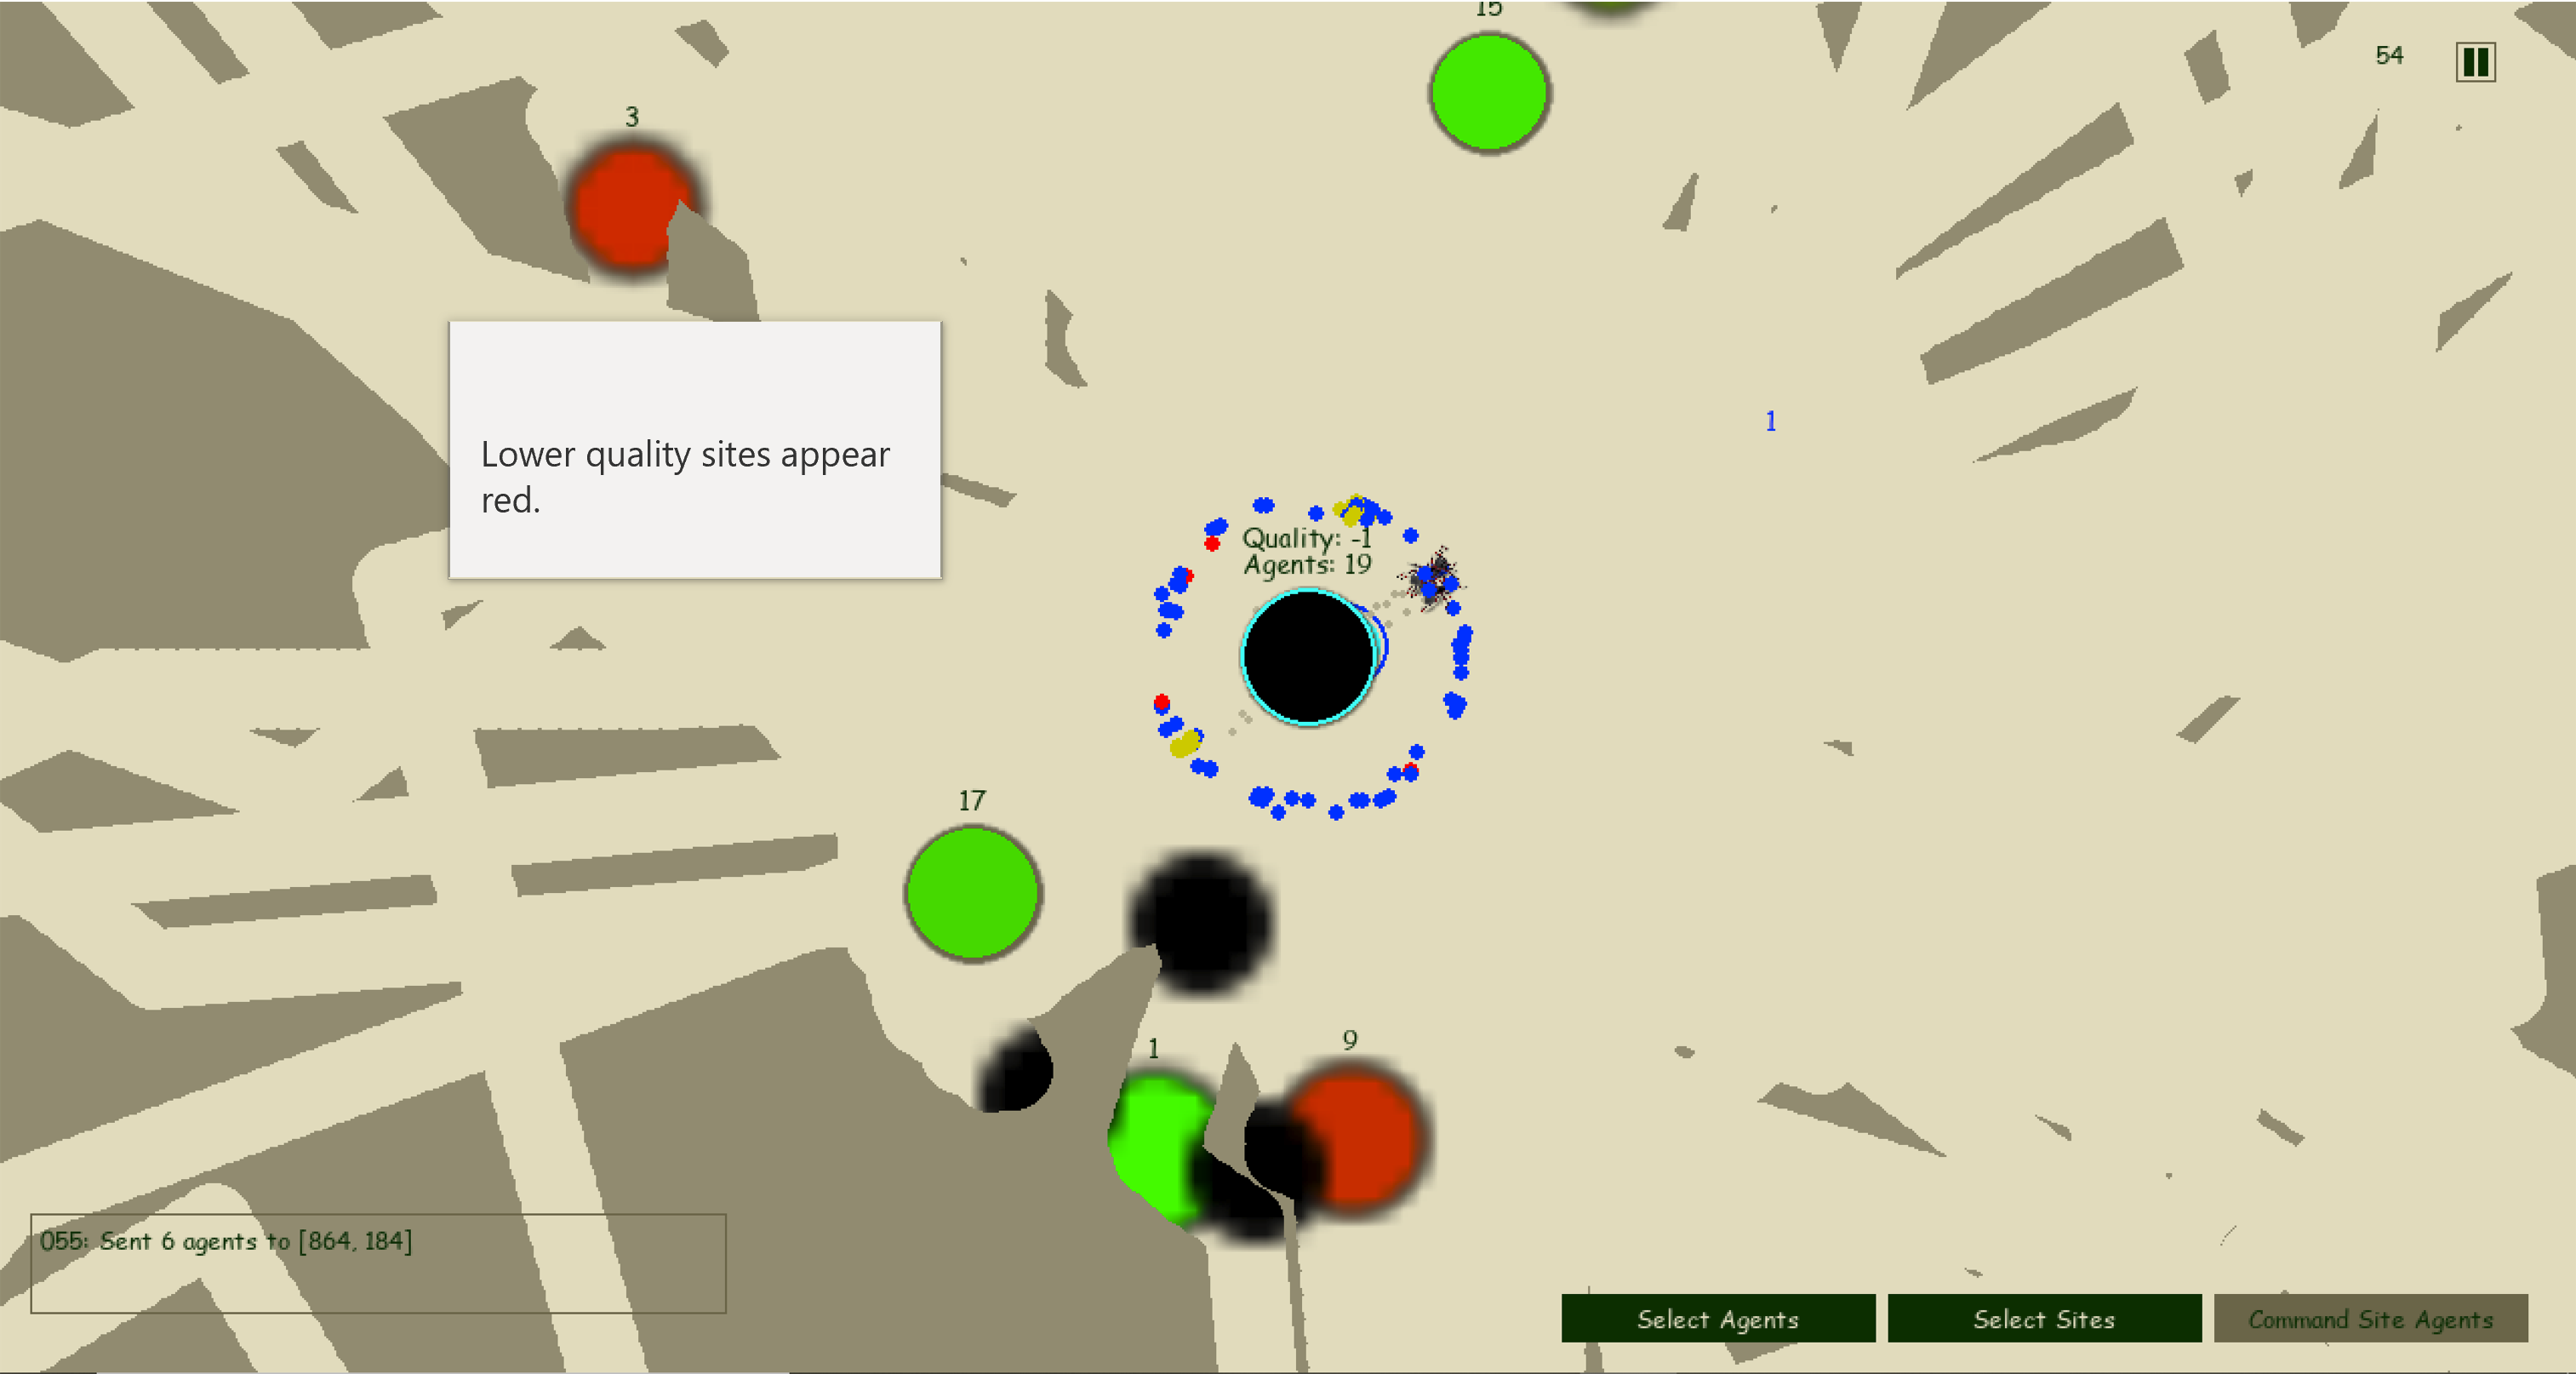 15
54
3
1
Lower quality sites appear
red.
Quality: -1
Agents: 19
17
9
1
055: Sent 6 agents to [864, 184]
Select Agents
Select Sites
Command Site Agents